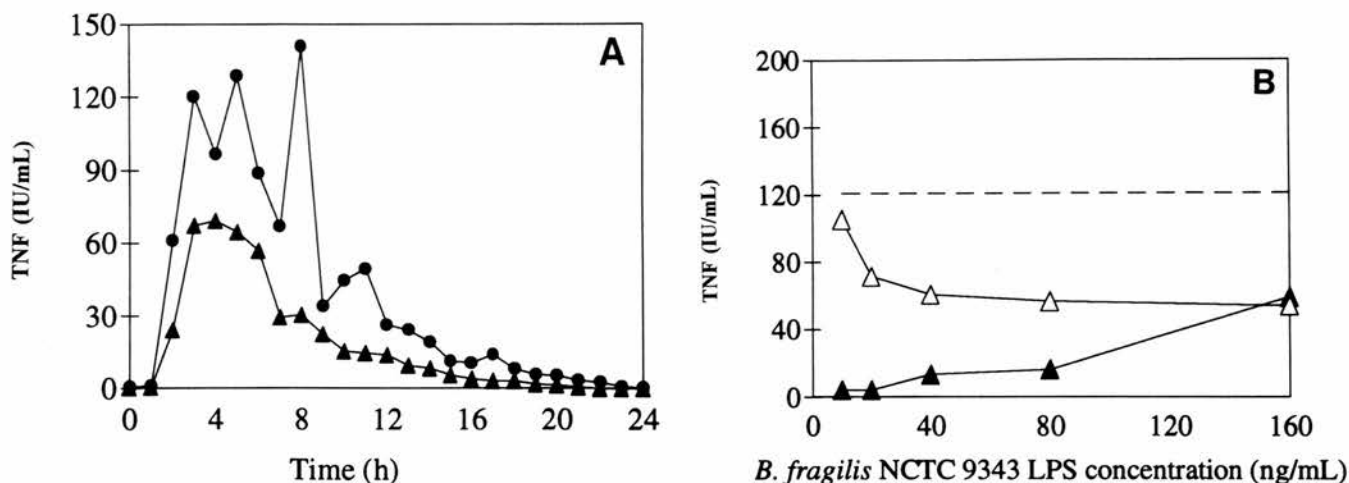 A
TNF (IU/mL)
150
120
90
60
30
0
0 4 8 12 16 20 24
Time (h)
B
TNF (IU/mL)
200
160
120
80
40
0
0 40 80 120 160
B. fragilis NCTC 9343 LPS concentration (ng/mL)